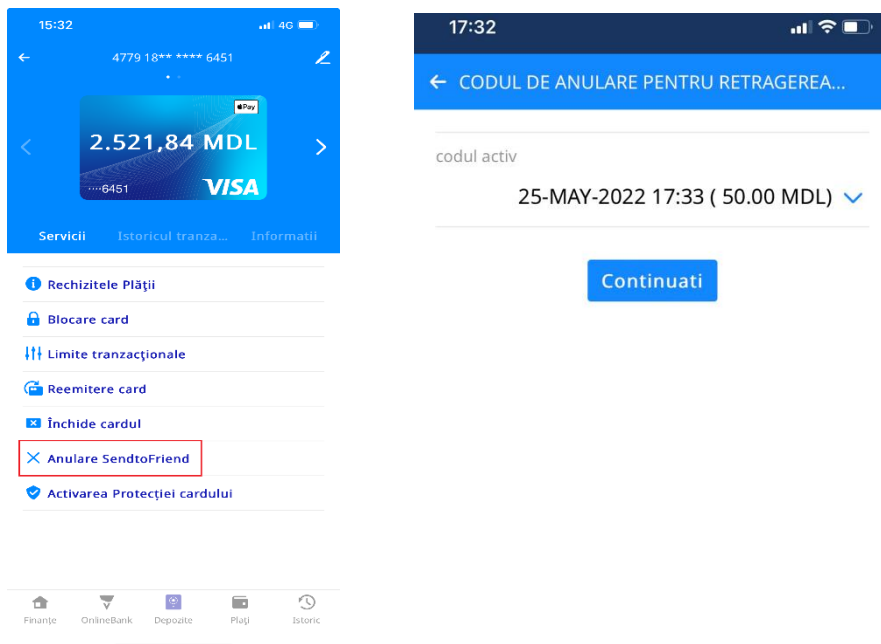 15:32
4G
4779 18** **** 6451
Pay
2.521,84 MDL
····6451
VISA
Servicii
Istoricul tranza...
Informatii
Rechizitele Plăţii
Blocare card
Limite tranzacţionale
Reemitere card
Închide cardul
Anulare SendtoFriend
Activarea Protecţiei cardului
Finanţe
OnlineBank
Depozite
Plaţi
Istoric
17:32
CODUL DE ANULARE PENTRU RETRAGEREA...
codul activ
25-MAY-2022 17:33 ( 50.00 MDL)
Continuati